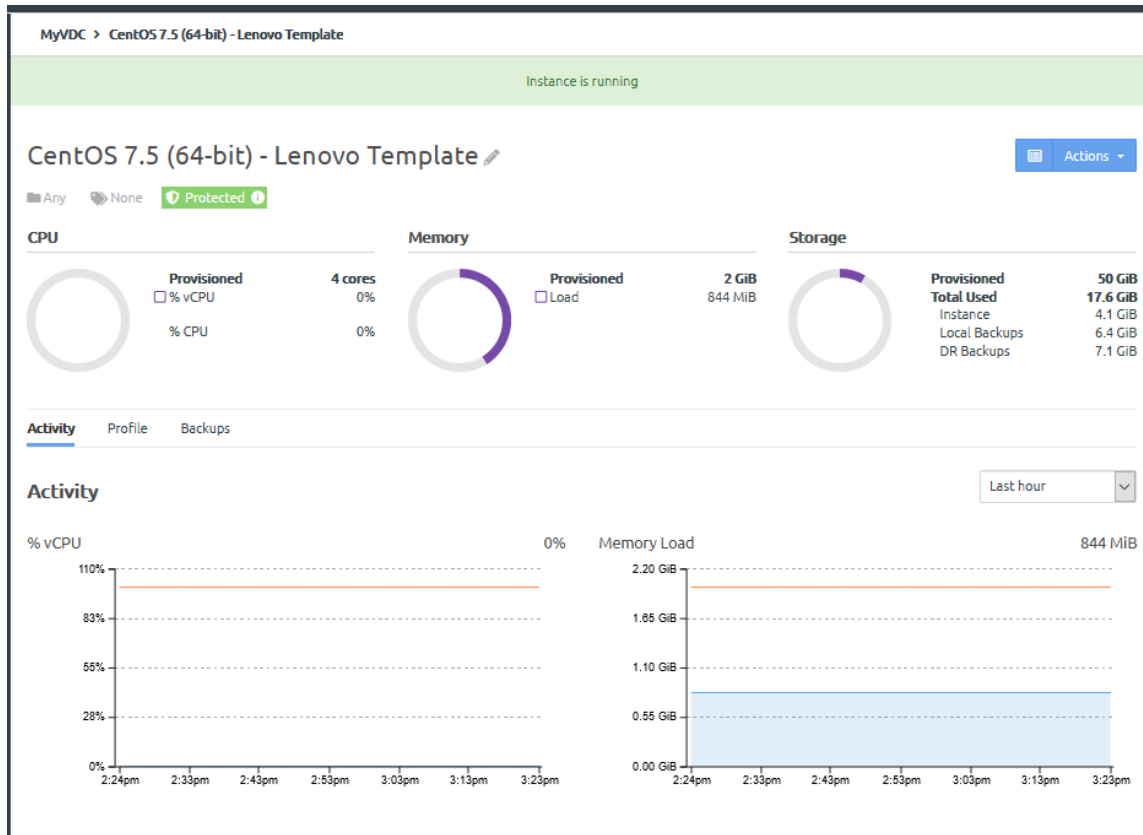 MyVDC > CentOS 7.5 (64-bit) - Lenovo Template
Instance is running
CentOS 7.5 (64-bit) - Lenovo Template
Actions
Any None Protected
CPU
Provisioned 4 cores
% vCPU 0%
% CPU 0%
Memory
Provisioned 2 GiB
Load 844 MiB
Storage
Provisioned 50 GiB
Total Used 17.6 GiB
Instance 4.1 GiB
Local Backups 6.4 GiB
DR Backups 7.1 GiB
Activity Profile Backups
Activity
Last hour
% vCPU 0%
110%
83%
55%
28%
0%
2:24pm 2:33pm 2:43pm 2:53pm 3:03pm 3:13pm 3:23pm
Memory Load 844 MiB
2.20 GiB
1.65 GiB
1.10 GiB
0.55 GiB
0.00 GiB
2:24pm 2:33pm 2:43pm 2:53pm 3:03pm 3:13pm 3:23pm